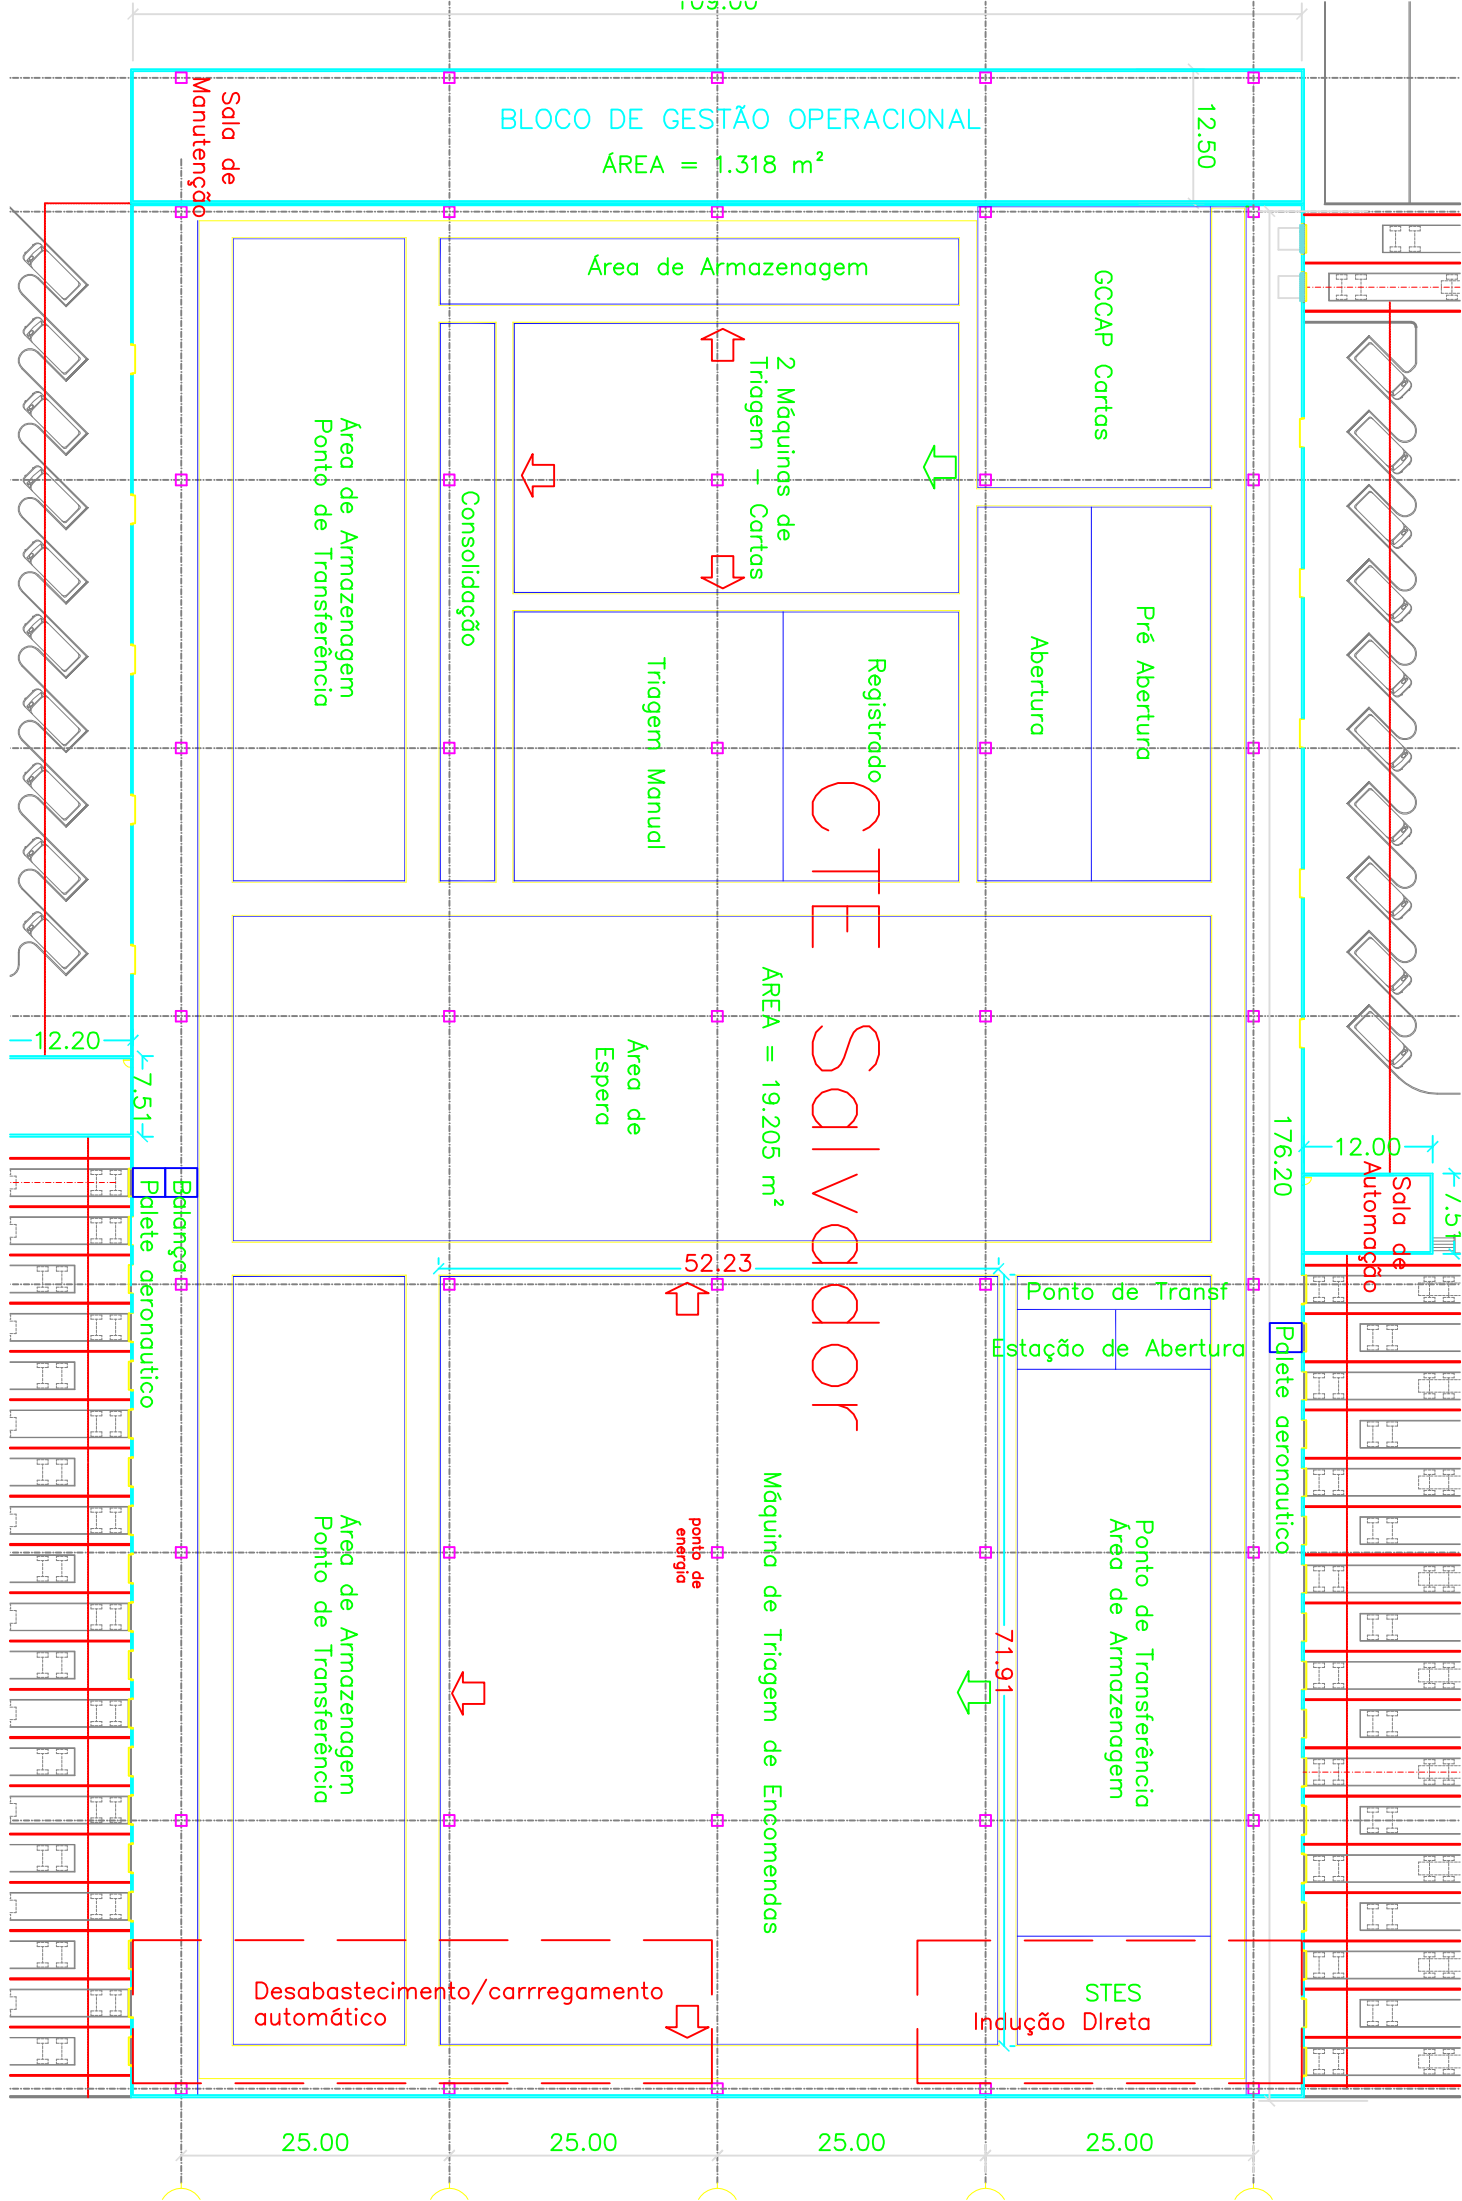 109.00
BLOCO DE GESTÃO OPERACIONAL
ÁREA = 1.318 m²
12.50
Sala de
Manutenção
Área de Armazenagem
GCCAP Cartas
2 Máquinas de
Triagem - Cartas
Área de Armazenagem
Ponto de Transferência
Consolidação
Triagem Manual
Registrado
Abertura
Pré Abertura
CTE Salvador
ÁREA = 19.205 m²
Área de
Espera
12.20
7.51
176.20
12.00
7.51
Sala de
Automação
Balança
Palete aeronautico
52.23
Ponto de Transf
Estação de Abertura
Palete aeronautico
Máquina de Triagem de Encomendas
ponto de
energia
71.91
Ponto de Transferência
Área de Armazenagem
Área de Armazenagem
Ponto de Transferência
Desabastecimento/carrregamento
automático
STES
Indução DIreta
25.00
25.00
25.00
25.00